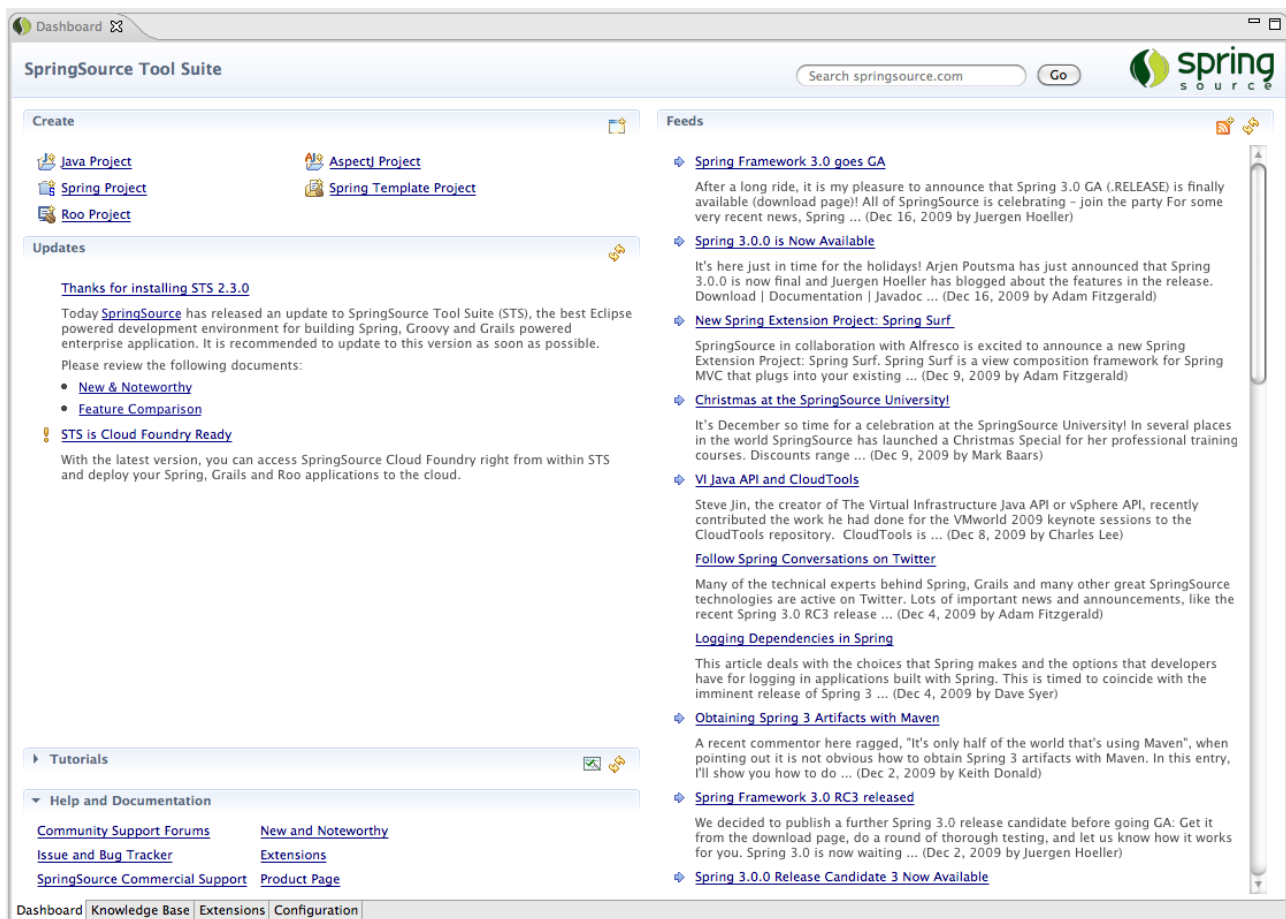 Dashboard
SpringSource Tool Suite
Search springsource.com
Go
spring
source
Create
Java Project
AspectJ Project
Spring Project
Spring Template Project
Roo Project
Updates
Thanks for installing STS 2.3.0
Today SpringSource has released an update to SpringSource Tool Suite (STS), the best Eclipse
powered development environment for building Spring, Groovy and Grails powered
enterprise application. It is recommended to update to this version as soon as possible.
Please review the following documents:
• New & Noteworthy
• Feature Comparison
STS is Cloud Foundry Ready
With the latest version, you can access SpringSource Cloud Foundry right from within STS
and deploy your Spring, Grails and Roo applications to the cloud.
Tutorials
Help and Documentation
Community Support Forums
New and Noteworthy
Issue and Bug Tracker
Extensions
SpringSource Commercial Support
Product Page
Feeds
Spring Framework 3.0 goes GA
After a long ride, it is my pleasure to announce that Spring 3.0 GA (.RELEASE) is finally
available (download page)! All of SpringSource is celebrating – join the party For some
very recent news, Spring ... (Dec 16, 2009 by Juergen Hoeller)
Spring 3.0.0 is Now Available
It's here just in time for the holidays! Arjen Poutsma has just announced that Spring
3.0.0 is now final and Juergen Hoeller has blogged about the features in the release.
Download | Documentation | Javadoc ... (Dec 16, 2009 by Adam Fitzgerald)
New Spring Extension Project: Spring Surf
SpringSource in collaboration with Alfresco is excited to announce a new Spring
Extension Project: Spring Surf. Spring Surf is a view composition framework for Spring
MVC that plugs into your existing ... (Dec 9, 2009 by Adam Fitzgerald)
Christmas at the SpringSource University!
It's December so time for a celebration at the SpringSource University! In several places
in the world SpringSource has launched a Christmas Special for her professional training
courses. Discounts range ... (Dec 9, 2009 by Mark Baars)
VI Java API and CloudTools
Steve Jin, the creator of The Virtual Infrastructure Java API or vSphere API, recently
contributed the work he had done for the VMworld 2009 keynote sessions to the
CloudTools repository. CloudTools is ... (Dec 8, 2009 by Charles Lee)
Follow Spring Conversations on Twitter
Many of the technical experts behind Spring, Grails and many other great SpringSource
technologies are active on Twitter. Lots of important news and announcements, like the
recent Spring 3.0 RC3 release ... (Dec 4, 2009 by Adam Fitzgerald)
Logging Dependencies in Spring
This article deals with the choices that Spring makes and the options that developers
have for logging in applications built with Spring. This is timed to coincide with the
imminent release of Spring 3 ... (Dec 4, 2009 by Dave Syer)
Obtaining Spring 3 Artifacts with Maven
A recent commentor here ragged, "It's only half of the world that's using Maven", when
pointing out it is not obvious how to obtain Spring 3 artifacts with Maven. In this entry,
I'll show you how to do ... (Dec 2, 2009 by Keith Donald)
Spring Framework 3.0 RC3 released
We decided to publish a further Spring 3.0 release candidate before going GA: Get it
from the download page, do a round of thorough testing, and let us know how it works
for you. Spring 3.0 is now waiting ... (Dec 2, 2009 by Juergen Hoeller)
Spring 3.0.0 Release Candidate 3 Now Available
Dashboard
Knowledge Base
Extensions
Configuration